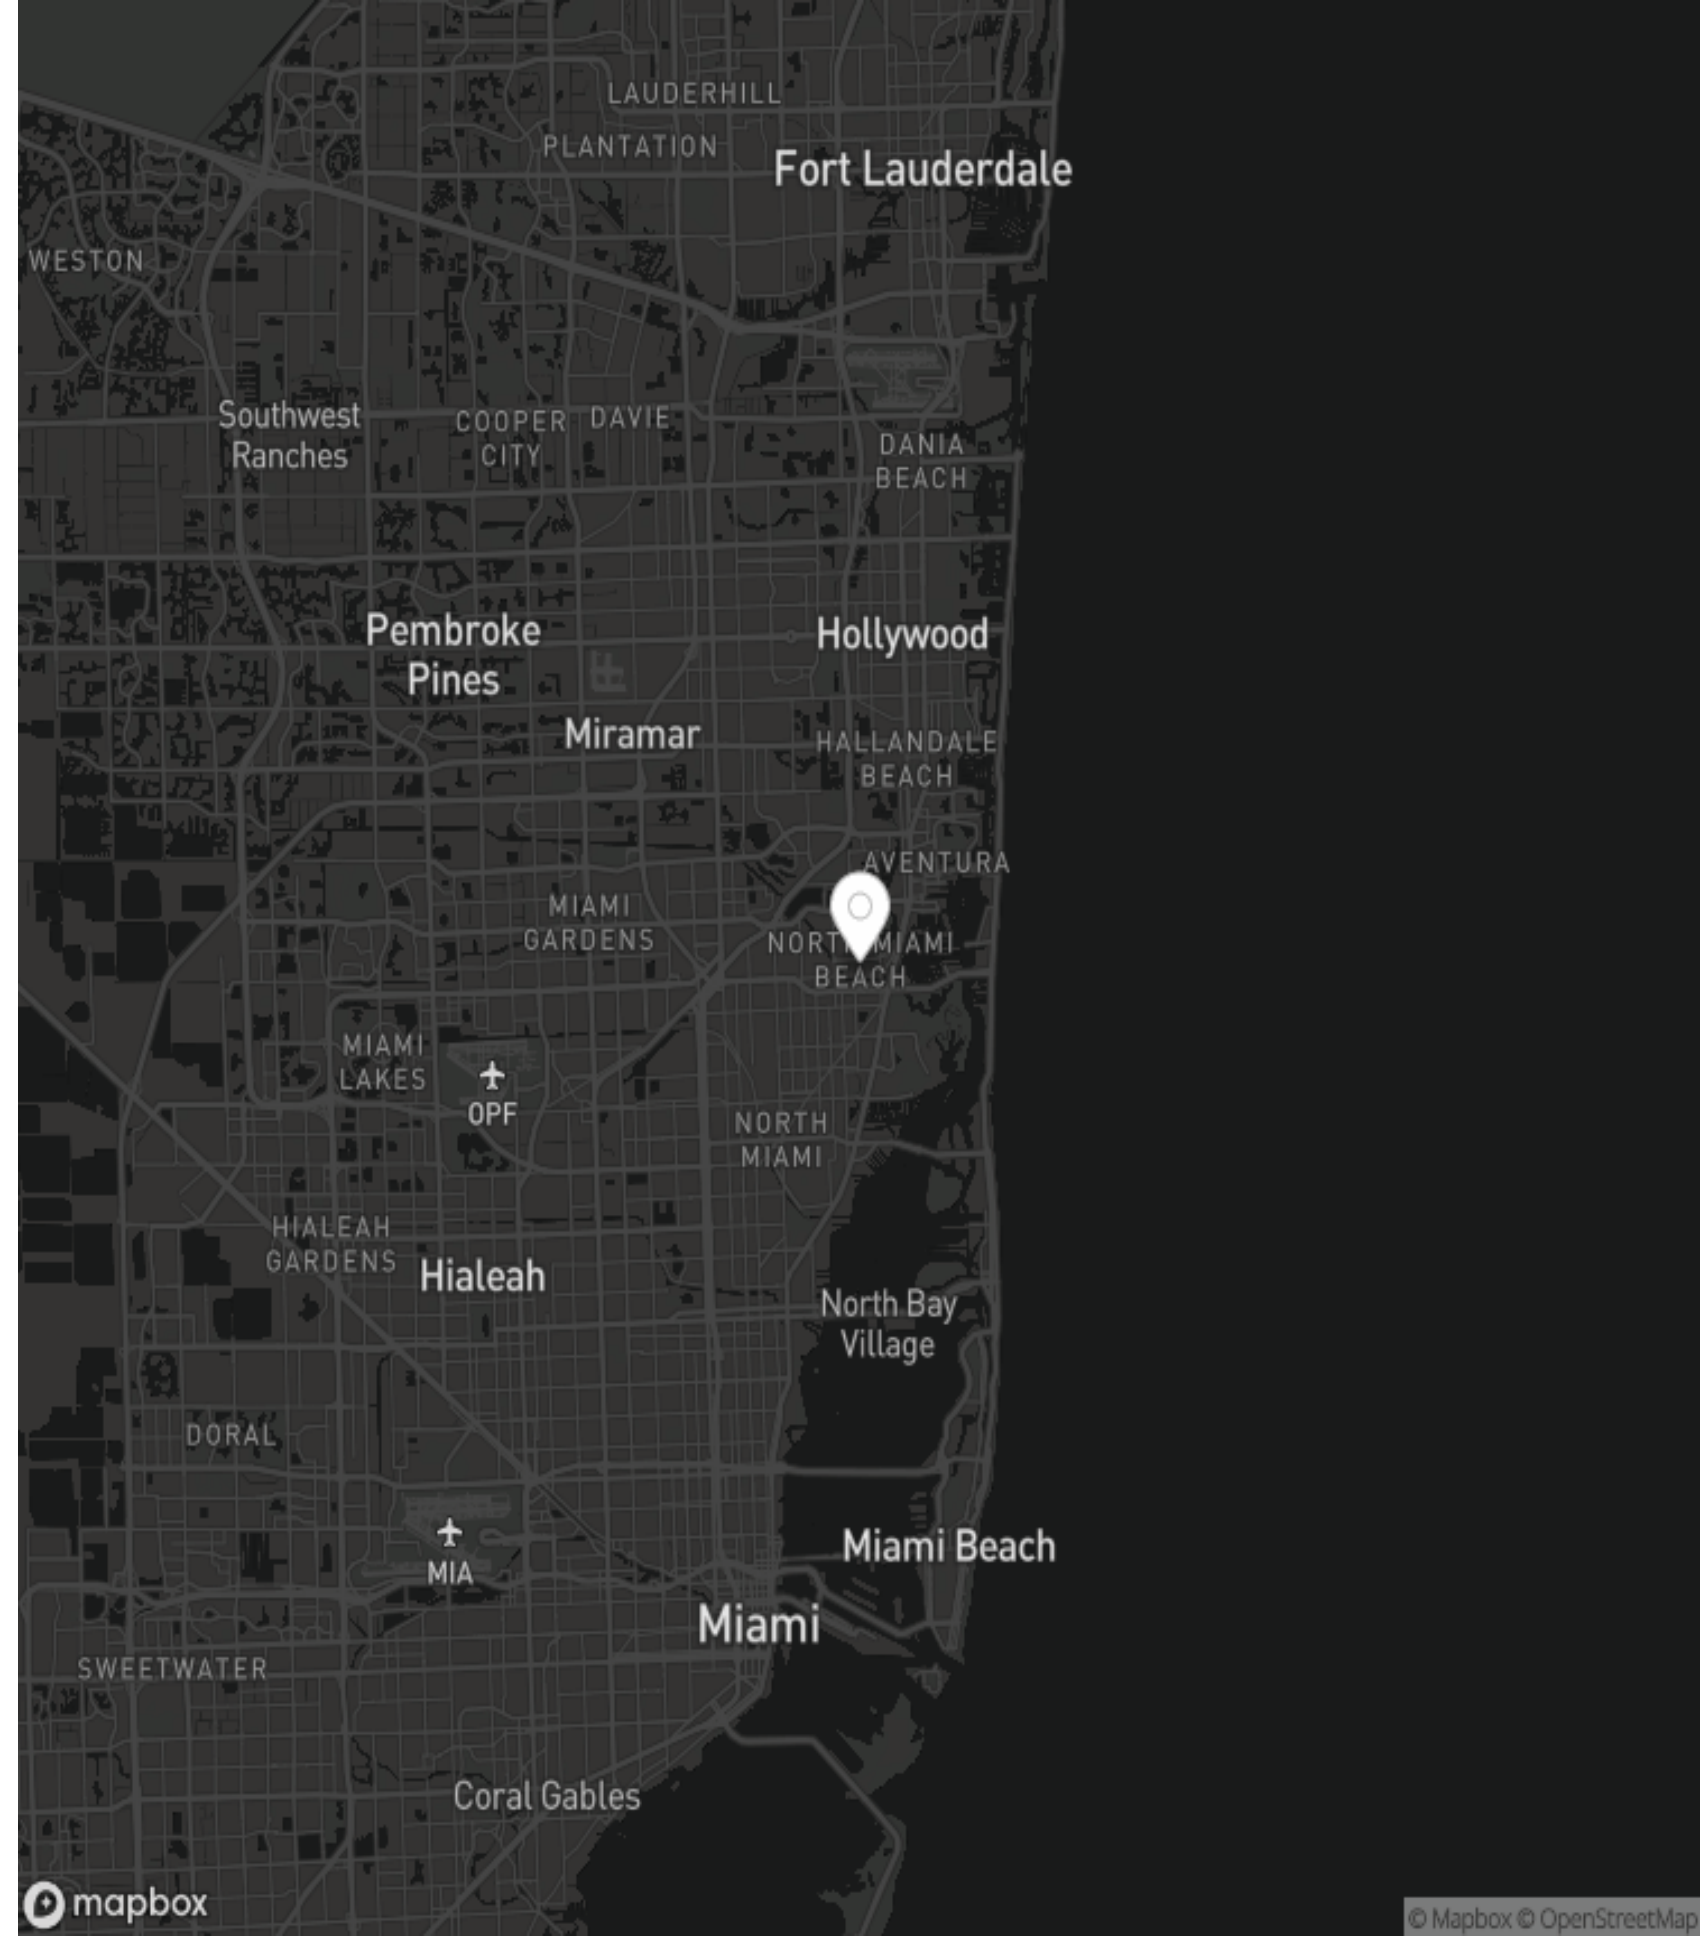 LAUDERHILL
PLANTATION
Fort Lauderdale
WESTON
Southwest
Ranches
COOPER
CITY
DAVIE
DANIA
BEACH
Pembroke
Pines
Hollywood
Miramar
HALLANDALE
BEACH
AVENTURA
MIAMI
GARDENS
NORTH MIAMI
BEACH
MIAMI
LAKES
OPF
NORTH
MIAMI
HIALEAH
GARDENS
Hialeah
North Bay
Village
DORAL
MIA
Miami Beach
Miami
SWEETWATER
Coral Gables
mapbox
© Mapbox © OpenStreetMap